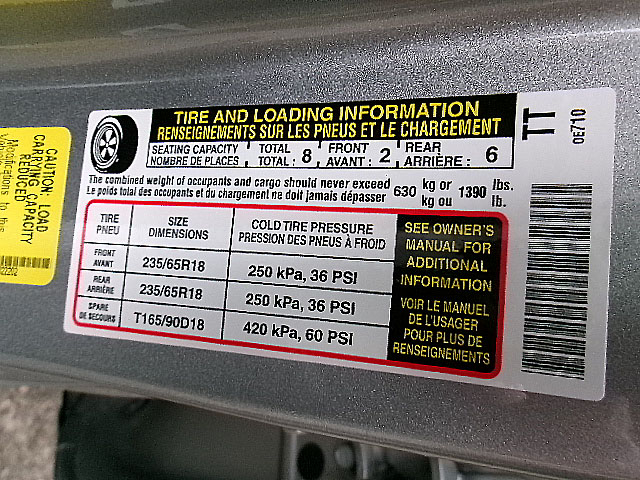 CAUTION: LOAD
CARRYING CAPACITY
REDUCED
Modifications to this
22202
TIRE AND LOADING INFORMATION
RENSEIGNEMENTS SUR LES PNEUS ET LE CHARGEMENT
SEATING CAPACITY TOTAL FRONT REAR
NOMBRE DE PLACES TOTAL : 8 AVANT : 2 ARRIÈRE : 6
The combined weight of occupants and cargo should never exceed 630 kg or 1390 lbs.
Le poids total des occupants et du chargement ne doit jamais dépasser kg ou lb.
TIRE SIZE COLD TIRE PRESSURE
PNEU DIMENSIONS PRESSION DES PNEUS À FROID
FRONT
AVANT 235/65R18 250 kPa, 36 PSI
REAR
ARRIÈRE 235/65R18 250 kPa, 36 PSI
SPARE
DE SECOURS T165/90D18 420 kPa, 60 PSI
SEE OWNER'S
MANUAL FOR
ADDITIONAL
INFORMATION
VOIR LE MANUEL
DE L'USAGER
POUR PLUS DE
RENSEIGNEMENTS
TT
0E710